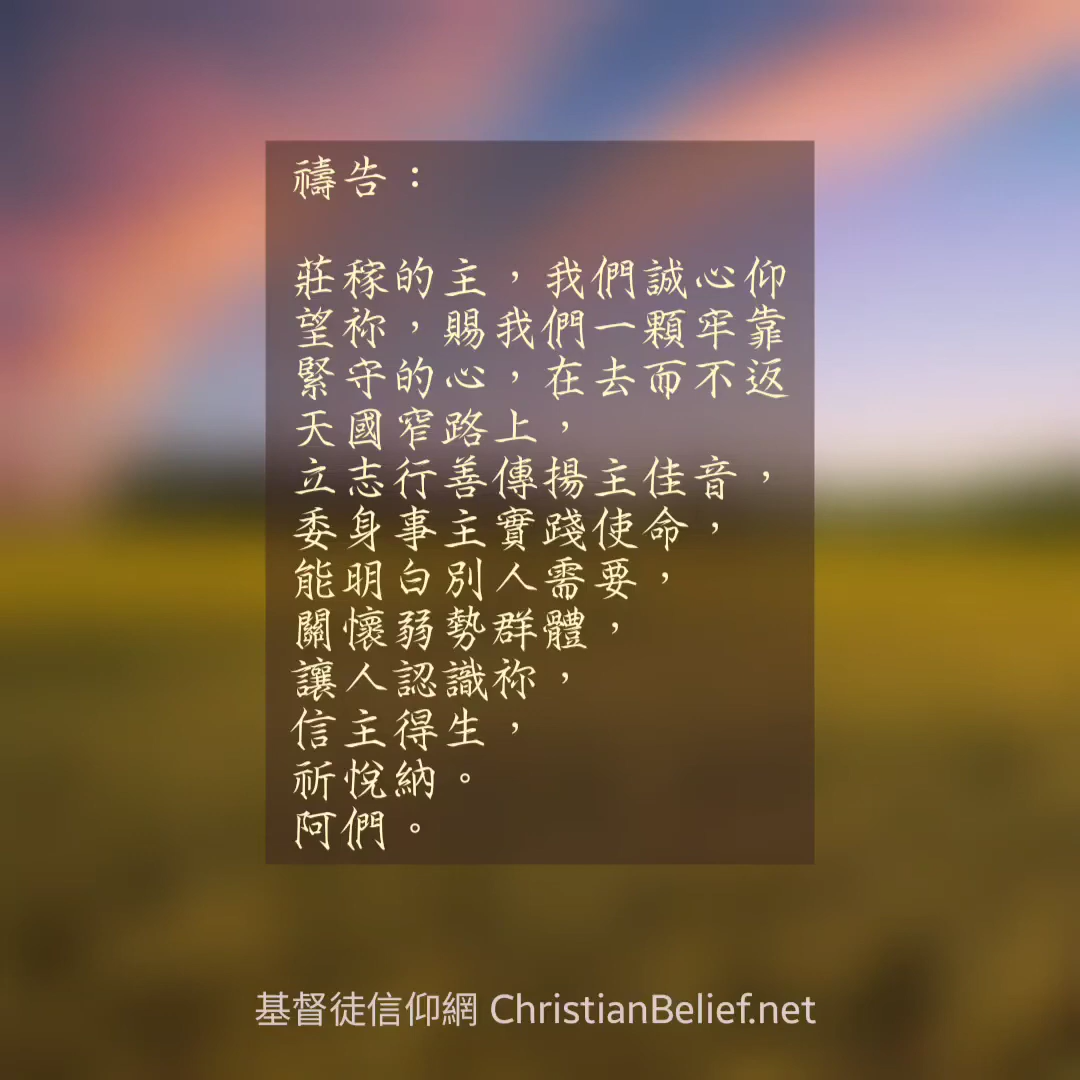 禱告：
莊稼的主，我們誠心仰
望祢，賜我們一顆牢靠
緊守的心，在去而不返
天國窄路上，
立志行善傳揚主佳音，
委身事主實踐使命，
能明白別人需要，
關懷弱勢群體，
讓人認識祢，
信主得生，
祈悅納。
阿們。
基督徒信仰網 ChristianBelief.net